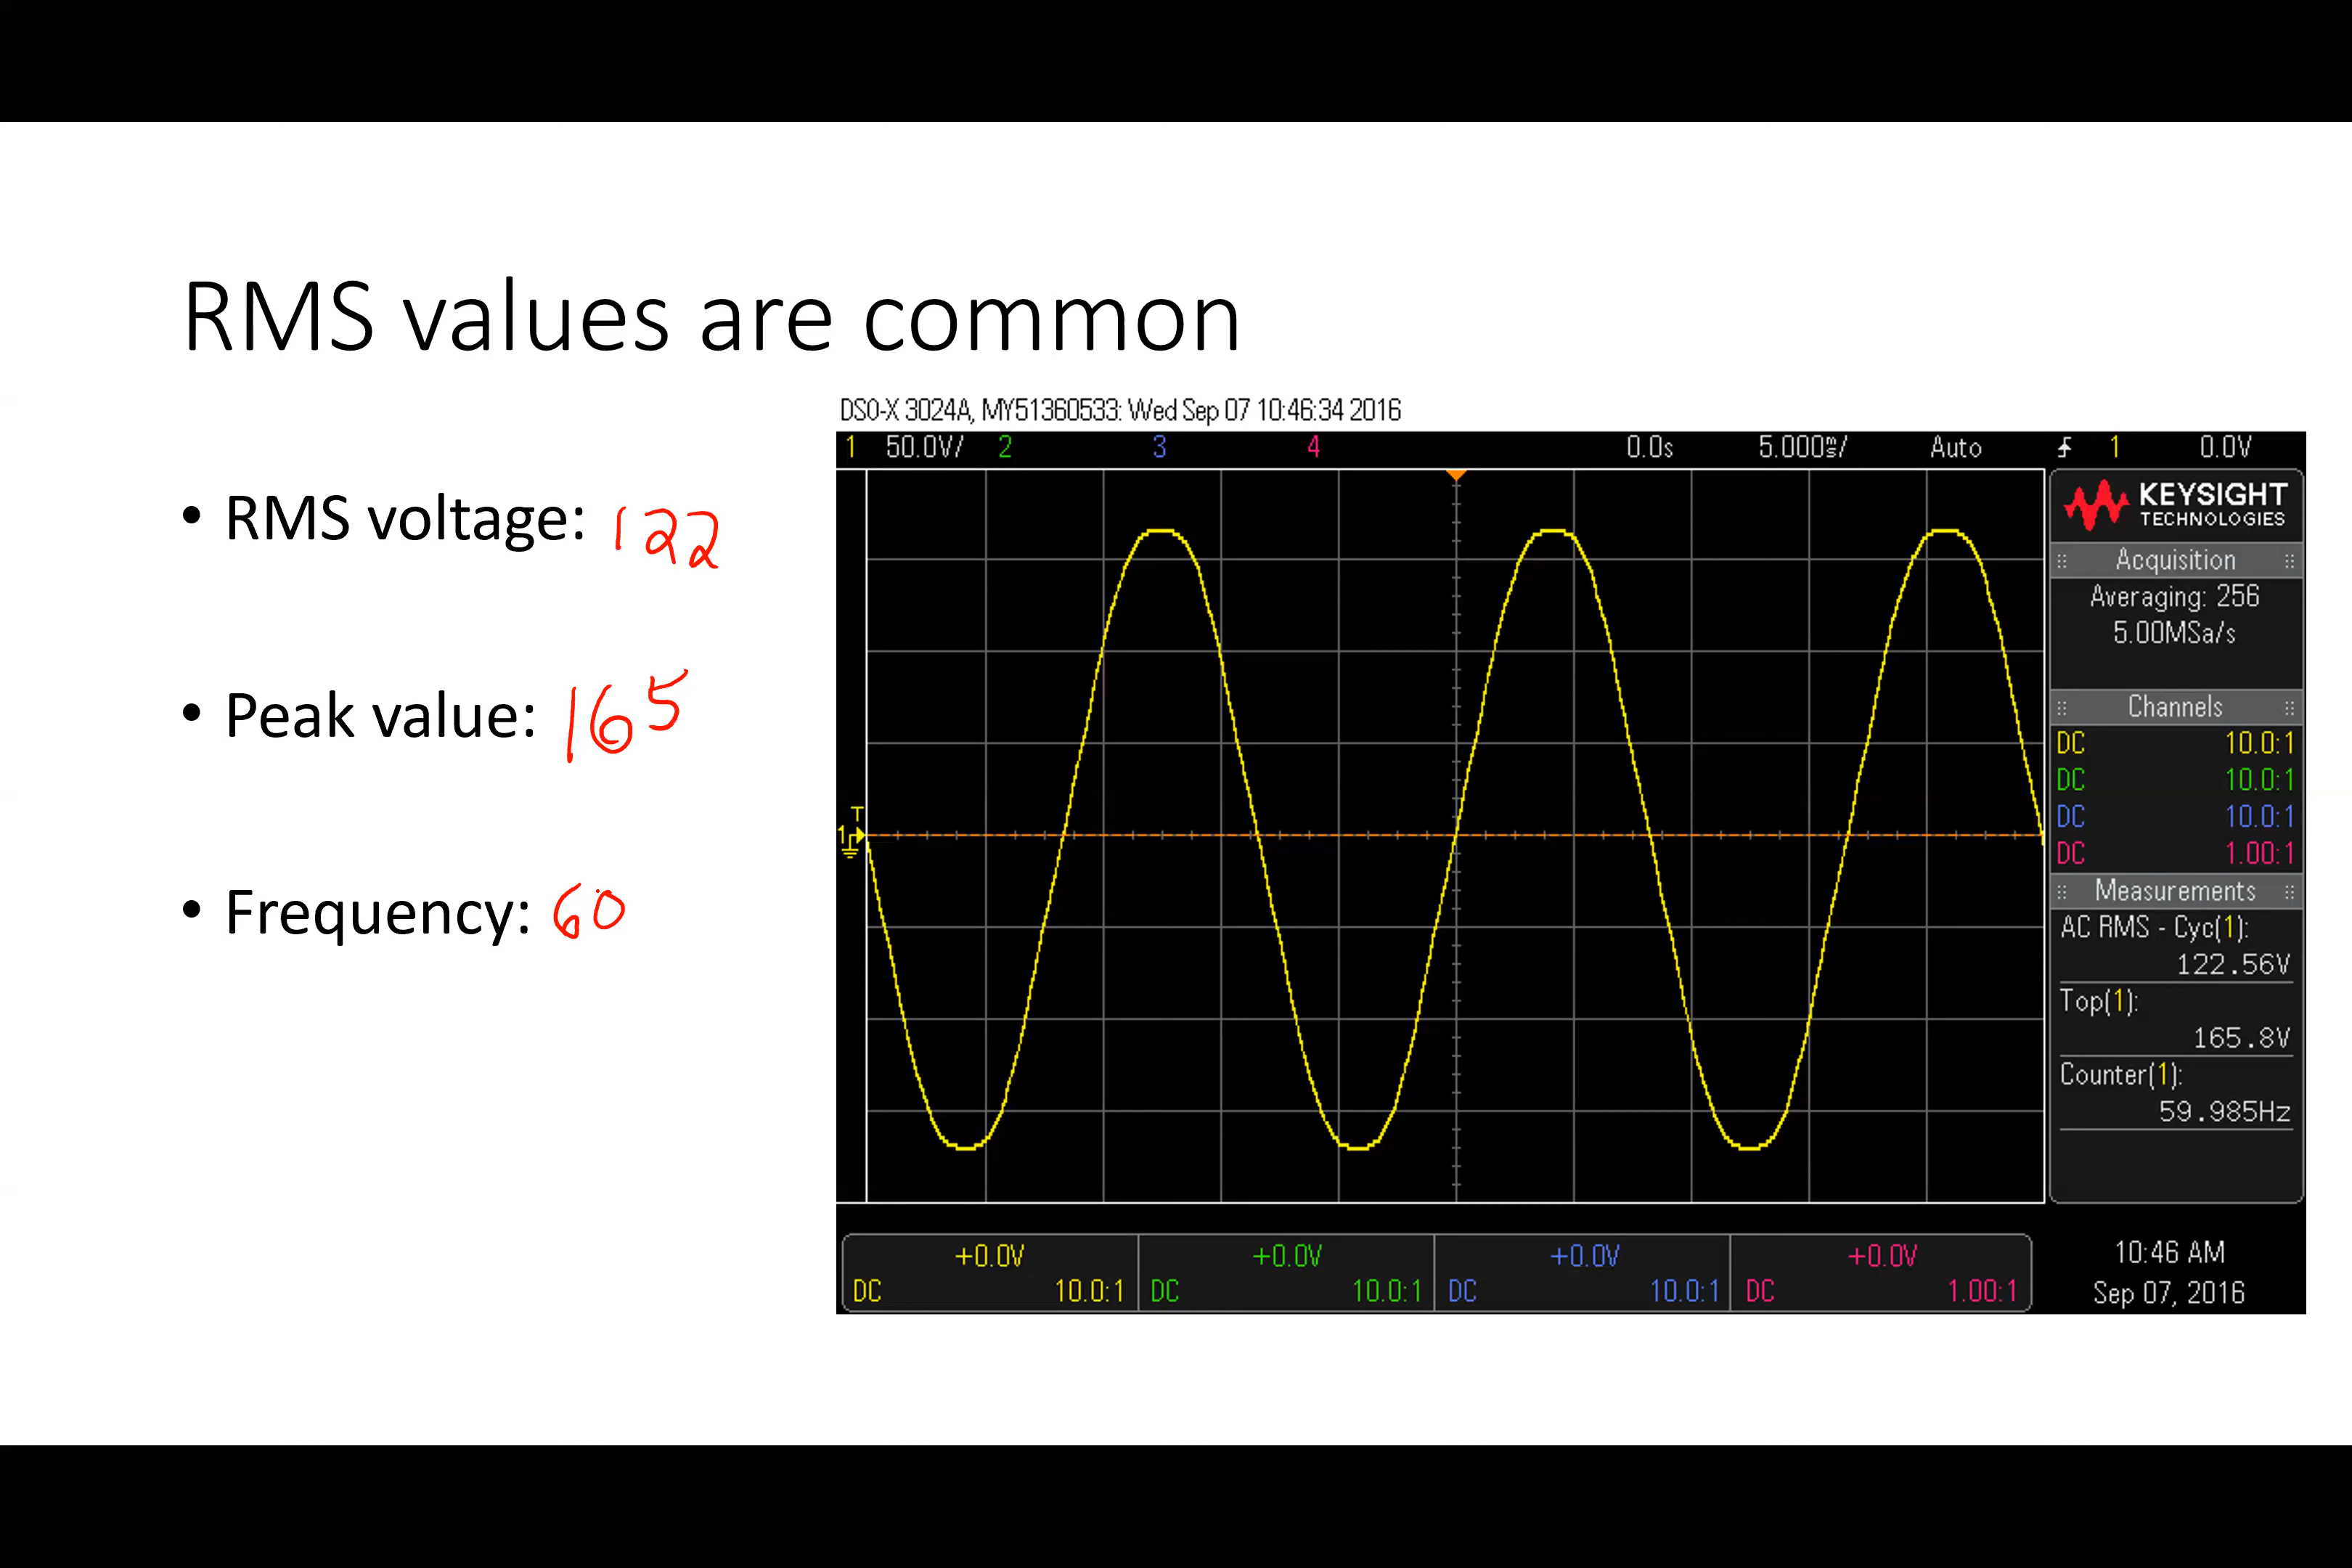 RMS values are common
• RMS voltage: 122
• Peak value: 165
• Frequency: 60
DSO-X 3024A, MY51360533: Wed Sep 07 10:46:34 2016
1 50.0V/ 2 3 4 0.0s 5.000ms/ Auto 1 0.0V
KEYSIGHT
TECHNOLOGIES
Acquisition
Averaging: 256
5.00MSa/s
Channels
DC 10.0:1
DC 10.0:1
DC 10.0:1
DC 1.00:1
Measurements
AC RMS - Cyc(1):
122.56V
Top(1):
165.8V
Counter(1):
59.985Hz
T
1
+0.0V +0.0V +0.0V +0.0V
DC 10.0:1 DC 10.0:1 DC 10.0:1 DC 1.00:1
10:46 AM
Sep 07, 2016